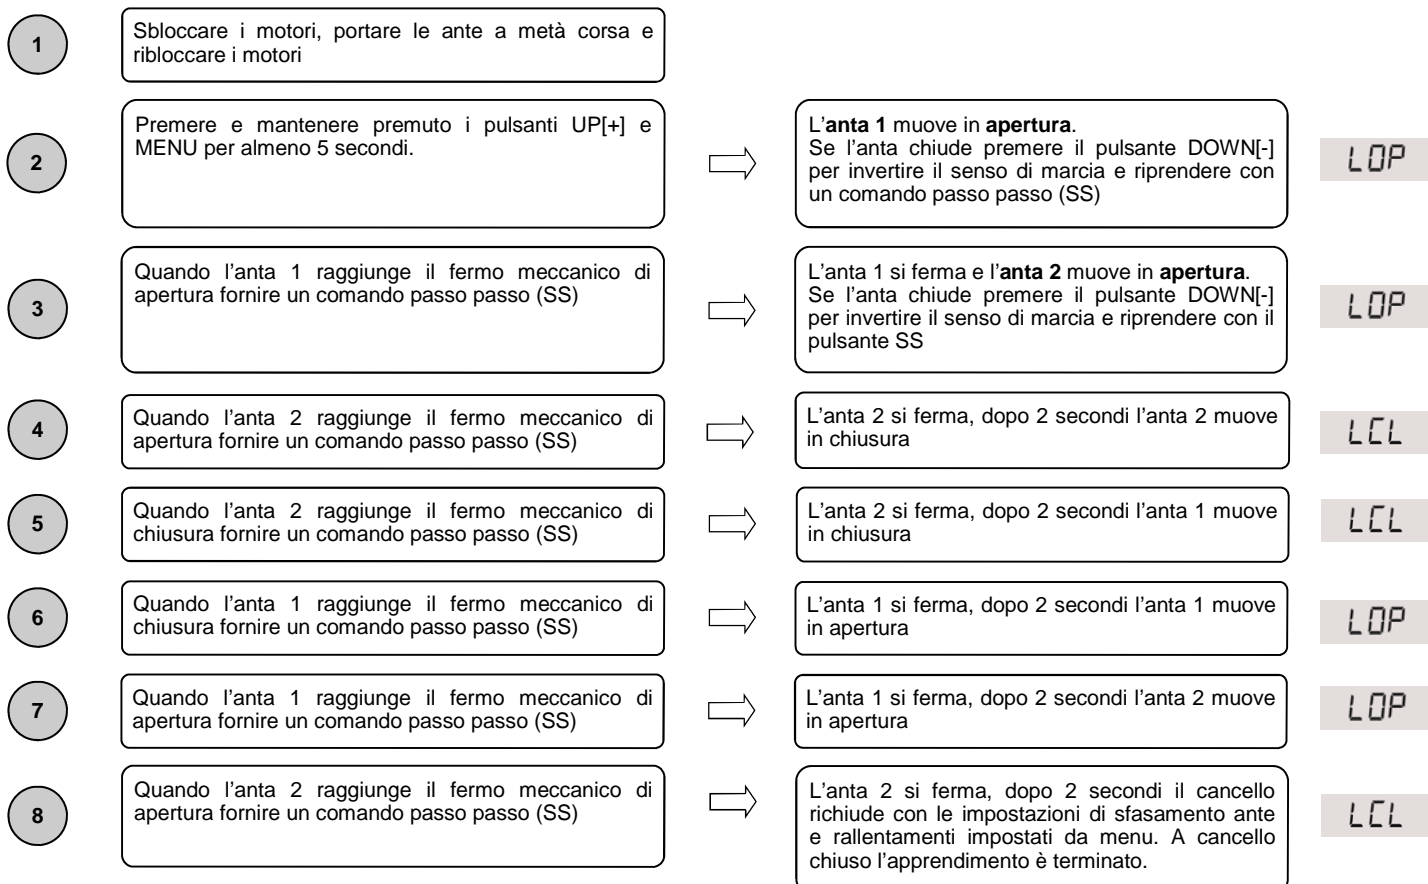 1
Sbloccare i motori, portare le ante a metà corsa e
ribloccare i motori
2
Premere e mantenere premuto i pulsanti UP[+] e
MENU per almeno 5 secondi.
L'anta 1 muove in apertura.
Se l'anta chiude premere il pulsante DOWN[-]
per invertire il senso di marcia e riprendere con
un comando passo passo (SS)
LOP
3
Quando l'anta 1 raggiunge il fermo meccanico di
apertura fornire un comando passo passo (SS)
L'anta 1 si ferma e l'anta 2 muove in apertura.
Se l'anta chiude premere il pulsante DOWN[-]
per invertire il senso di marcia e riprendere con il
pulsante SS
LOP
4
Quando l'anta 2 raggiunge il fermo meccanico di
apertura fornire un comando passo passo (SS)
L'anta 2 si ferma, dopo 2 secondi l'anta 2 muove
in chiusura
LCL
5
Quando l'anta 2 raggiunge il fermo meccanico di
chiusura fornire un comando passo passo (SS)
L'anta 2 si ferma, dopo 2 secondi l'anta 1 muove
in chiusura
LCL
6
Quando l'anta 1 raggiunge il fermo meccanico di
chiusura fornire un comando passo passo (SS)
L'anta 1 si ferma, dopo 2 secondi l'anta 1 muove
in apertura
LOP
7
Quando l'anta 1 raggiunge il fermo meccanico di
apertura fornire un comando passo passo (SS)
L'anta 1 si ferma, dopo 2 secondi l'anta 2 muove
in apertura
LOP
8
Quando l'anta 2 raggiunge il fermo meccanico di
apertura fornire un comando passo passo (SS)
L'anta 2 si ferma, dopo 2 secondi il cancello
richiude con le impostazioni di sfasamento ante
e rallentamenti impostati da menu. A cancello
chiuso l'apprendimento è terminato.
LCL